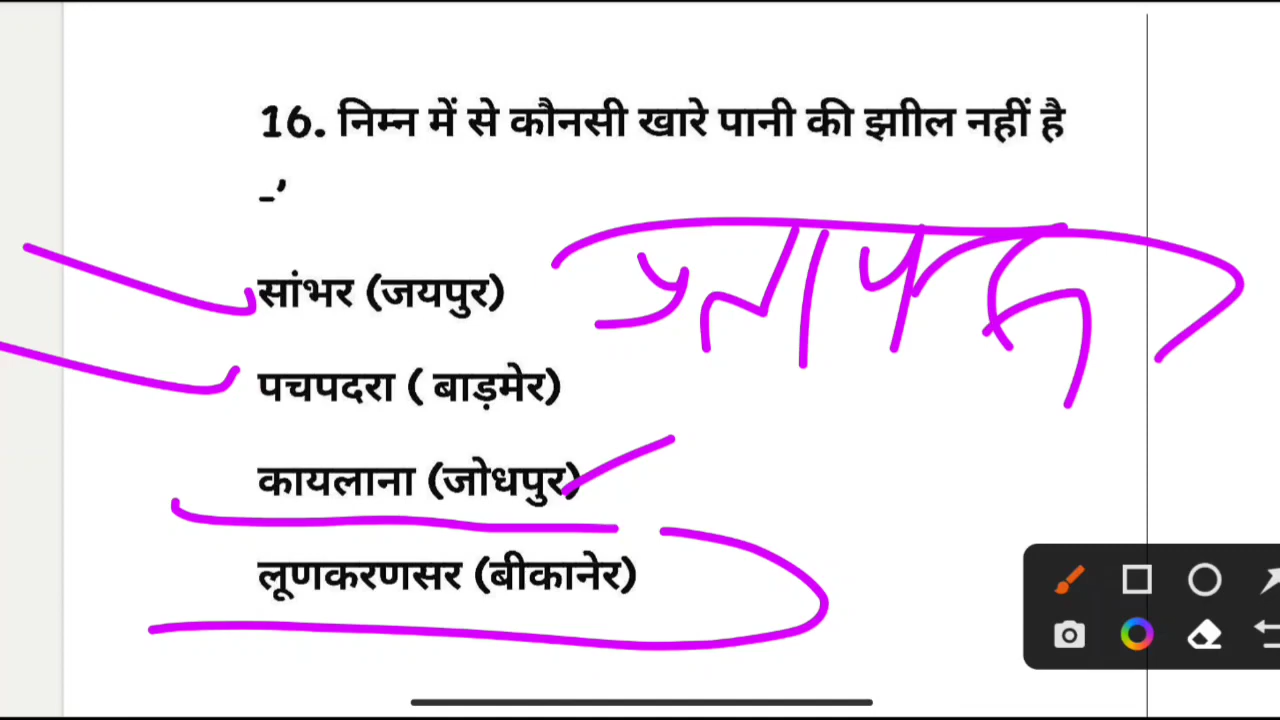 16. निम्न में से कौनसी खारे पानी की झाील नहीं है
-’
सांभर (जयपुर)
पचपदरा ( बाड़मेर)
कायलाना (जोधपुर)
लूणकरणसर (बीकानेर)